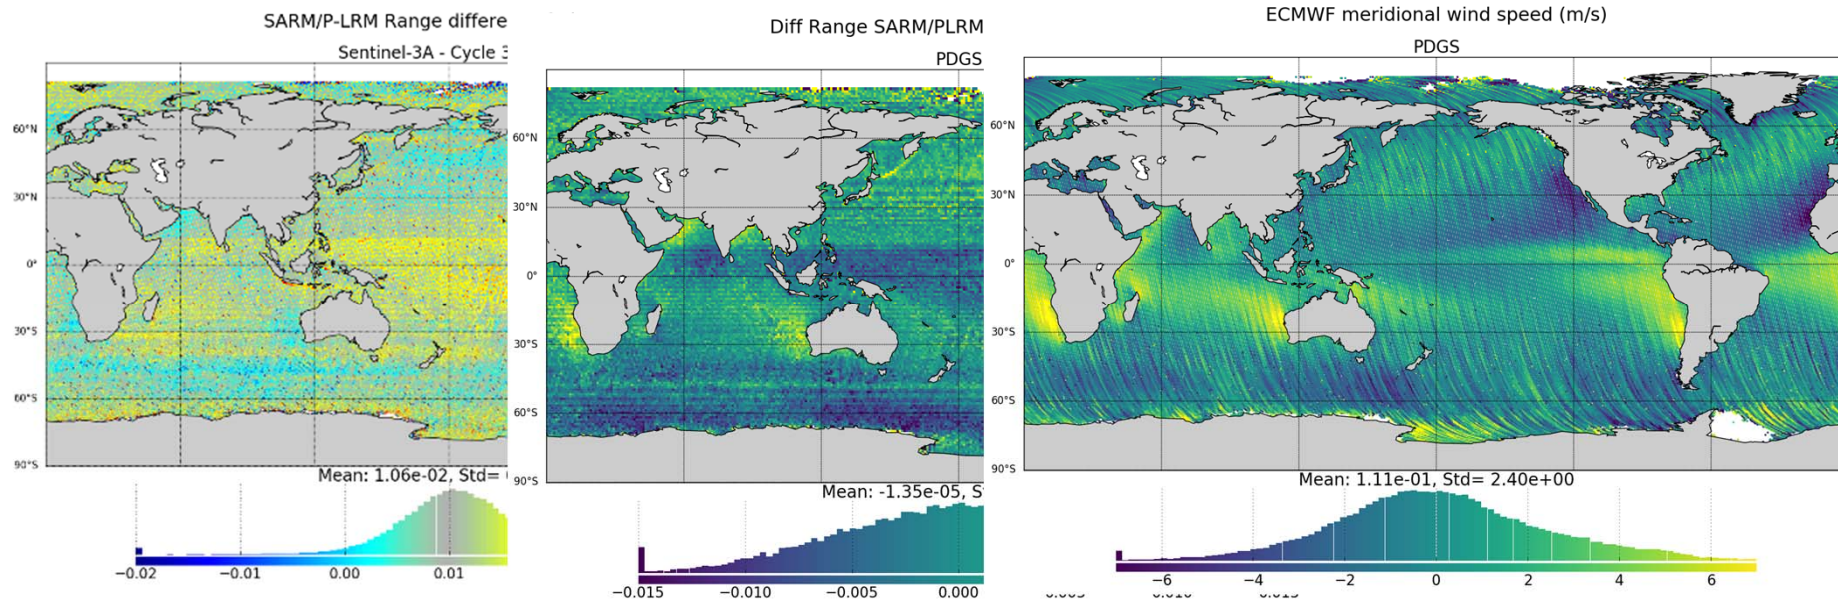 SARM/P-LRM Range differe
Sentinel-3A - Cycle 3
60°N
30°N
0°
30°S
60°S
90°S
Mean: 1.06e-02, Std=
−0.02 −0.01 0.00 0.01
Diff Range SARM/PLRM
PDGS
60°N
30°N
0°
30°S
60°S
90°S
Mean: -1.35e-05, S
−0.015 −0.010 −0.005 0.000
ECMWF meridional wind speed (m/s)
PDGS
60°N
30°N
0°
30°S
60°S
90°S
Mean: 1.11e-01, Std= 2.40e+00
−6 −4 −2 0 2 4 6